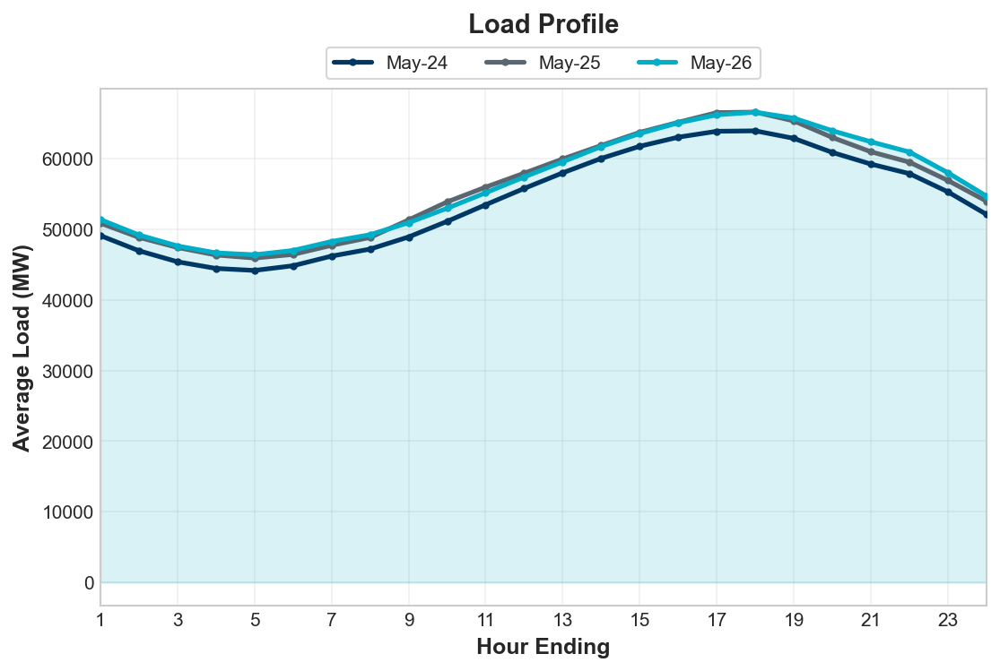 Load Profile
May-24 May-25 May-26
Average Load (MW)
60000
50000
40000
30000
20000
10000
0
1 3 5 7 9 11 13 15 17 19 21 23
Hour Ending